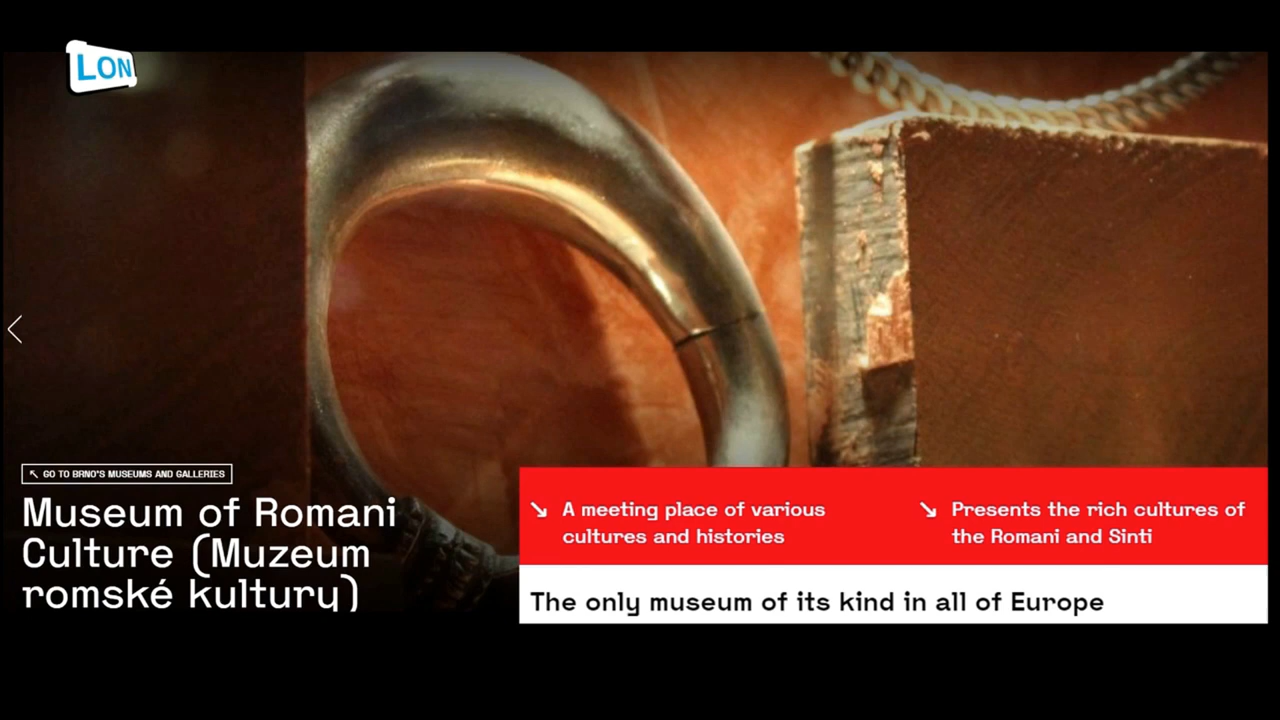 LON
GO TO BRNO'S MUSEUMS AND GALLERIES
Museum of Romani
Culture (Muzeum
romské kultury)
A meeting place of various
cultures and histories
Presents the rich cultures of
the Romani and Sinti
The only museum of its kind in all of Europe